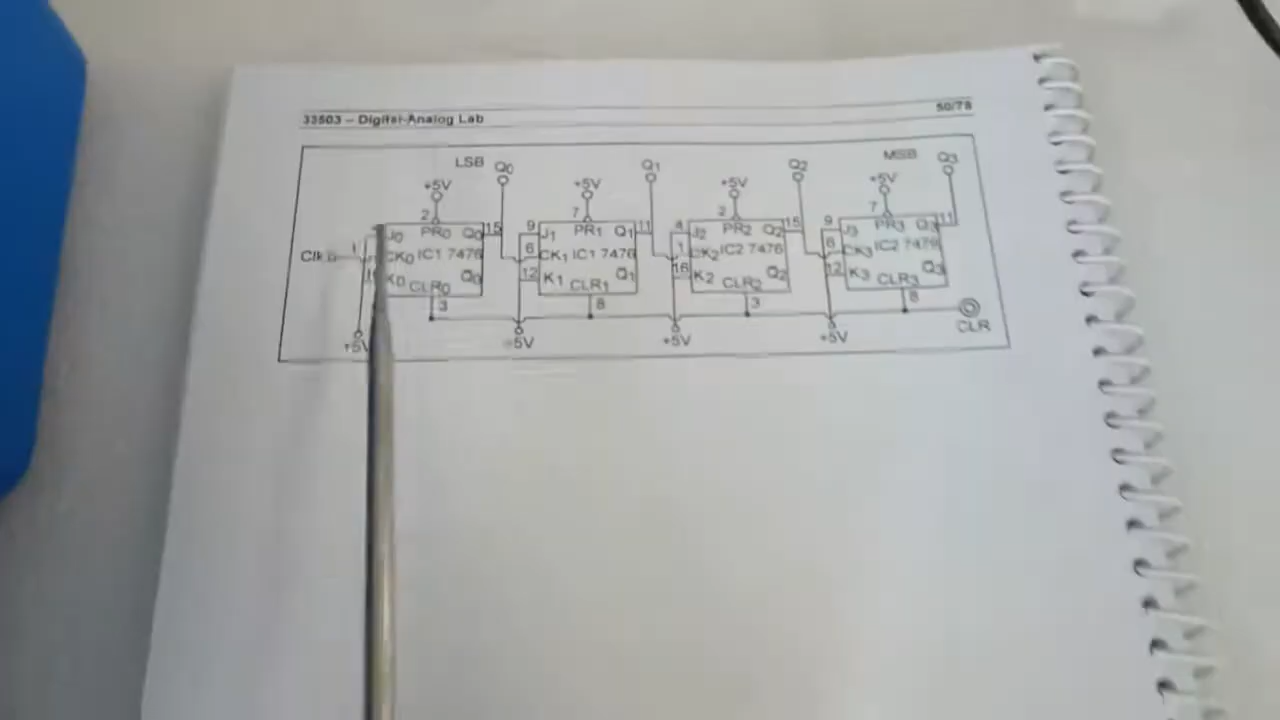 33503 – Digital-Analog Lab 50/78
LSB Q0 Q1 Q2 MSB Q3
+5V +5V +5V +5V
2 7 2 7
J0 PR0 Q0 15 9 J1 PR1 Q1 11 4 J2 PR2 Q2 15 9 J3 PR3 Q3 11
Clk 1 CK0 IC1 7476 6 CK1 IC1 7476 1 CK2 IC2 7476 6 CK3 IC2 7476
K0 Q0 12 K1 Q1 16 K2 Q2 12 K3 Q3
CLR0 CLR1 CLR2 CLR3
3 8 3 8
+5V +5V +5V +5V CLR